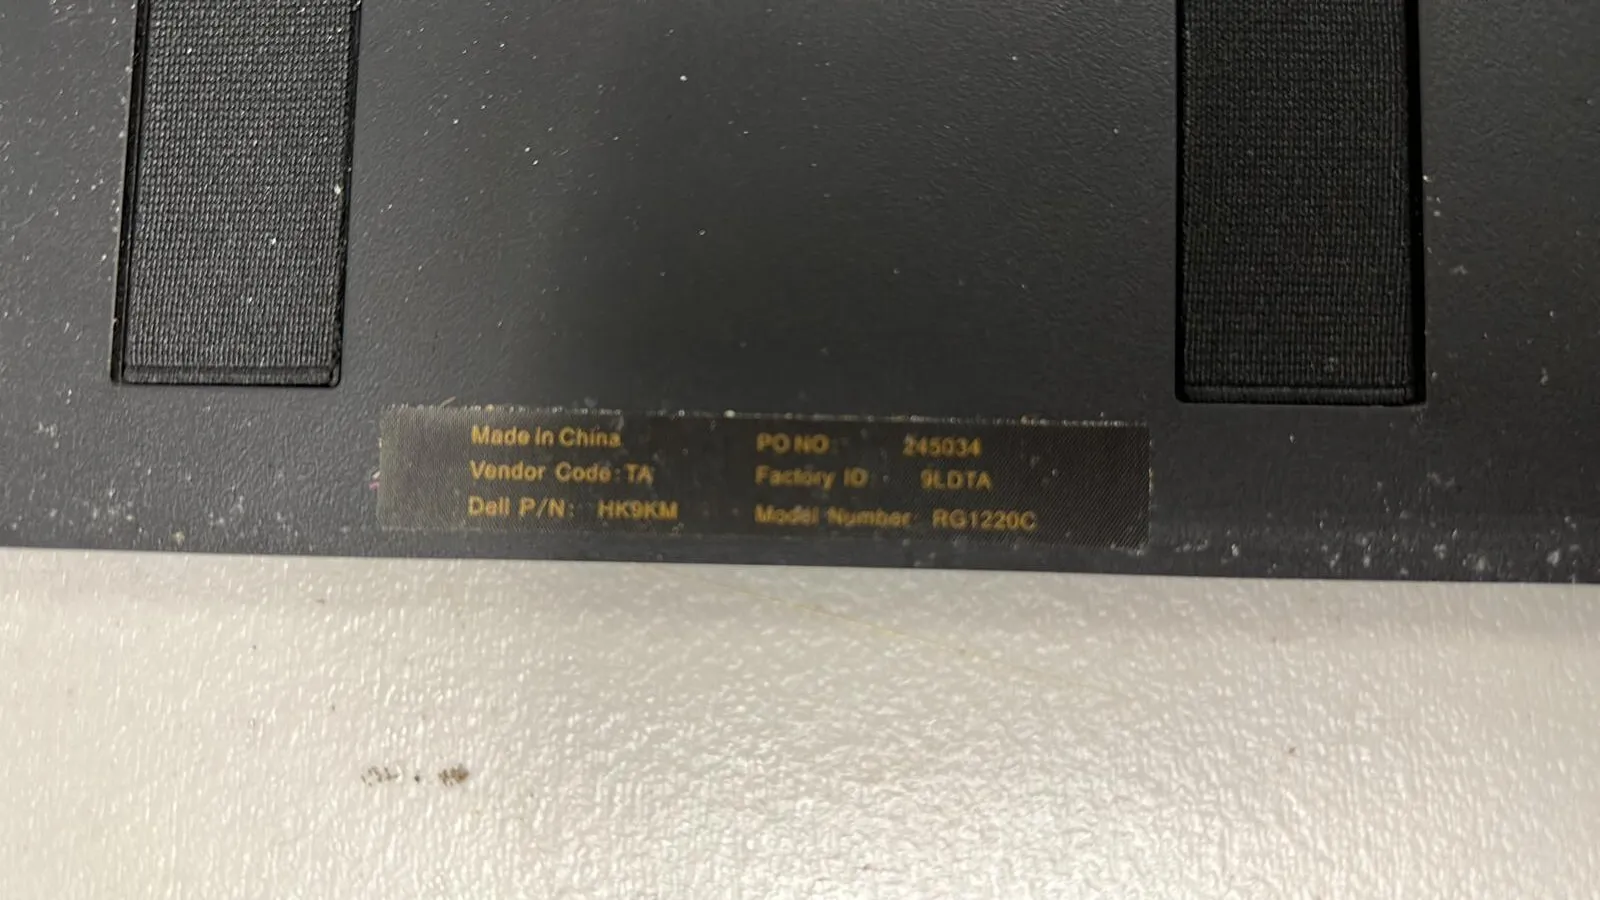 Made in China
Vendor Code: TA
Dell P/N: HK9KM
PO NO 245034
Factory ID 9LDTA
Model Number RG1220C